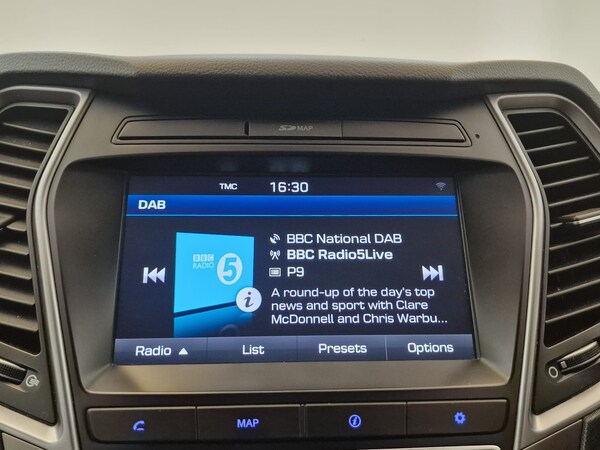 SD MAP
TMC 16:30
DAB
BBC
RADIO
5
BBC National DAB
BBC Radio5Live
P9
i
A round-up of the day's top
news and sport with Clare
McDonnell and Chris Warbu...
Radio List Presets Options
MAP i